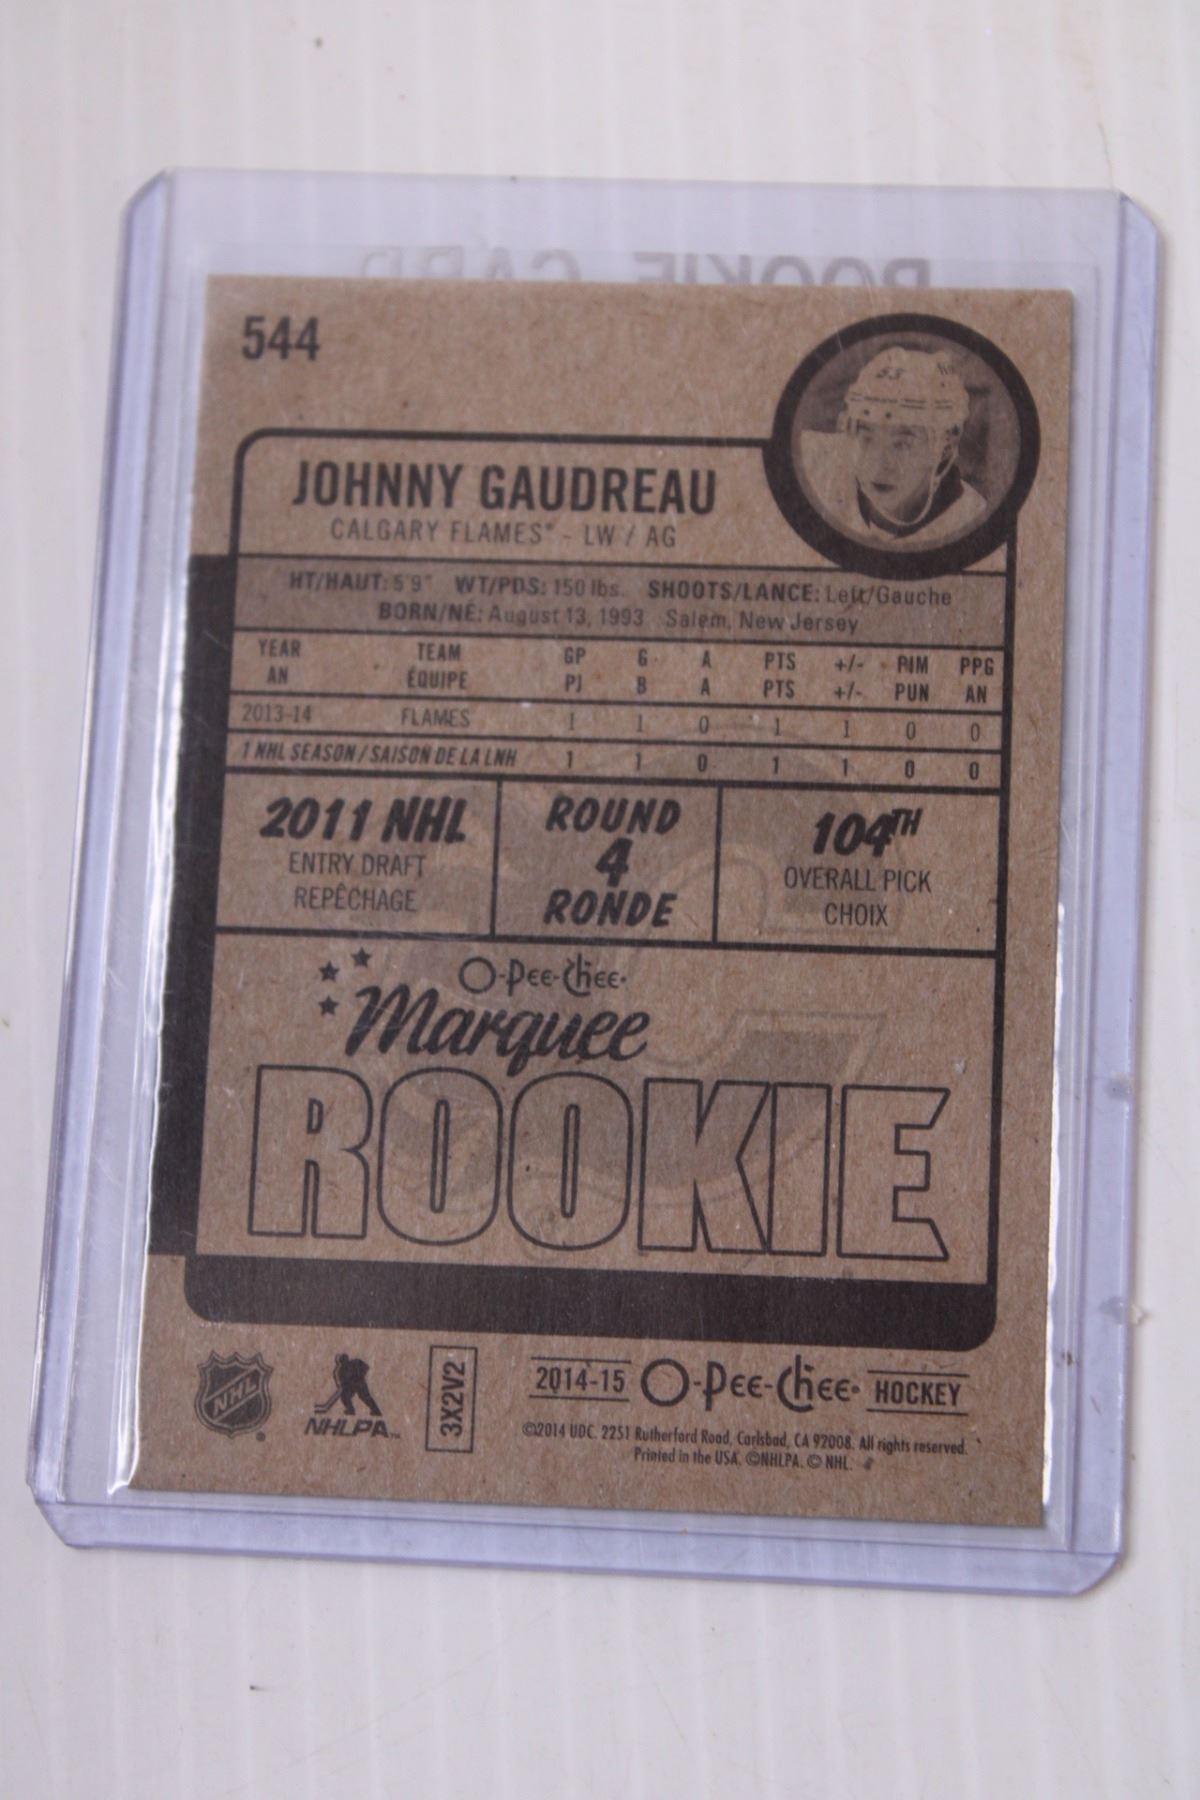 ROOKIE CARD
544
53
JOHNNY GAUDREAU
CALGARY FLAMES® - LW / AG
HT/HAUT: 5'9" WT/PDS: 150 lbs. SHOOTS/LANCE: Left/Gauche
BORN/NÉ: August 13, 1993 Salem, New Jersey
YEAR TEAM GP G A PTS +/- PIM PPG
AN ÉQUIPE PJ B A PTS +/- PUN AN
2013-14 FLAMES 1 1 0 1 1 0 0
1 NHL SEASON / SAISON DE LA LNH 1 1 0 1 1 0 0
2011 NHL
ENTRY DRAFT
REPÊCHAGE
ROUND
4
RONDE
104TH
OVERALL PICK
CHOIX
O-Pee-Chee
Marquee
ROOKIE
NHL
NHLPA™
3X2V2
2014-15 O-Pee-Chee HOCKEY
©2014 UDC. 2251 Rutherford Road, Carlsbad, CA 92008. All rights reserved.
Printed in the USA. ©NHLPA. © NHL.